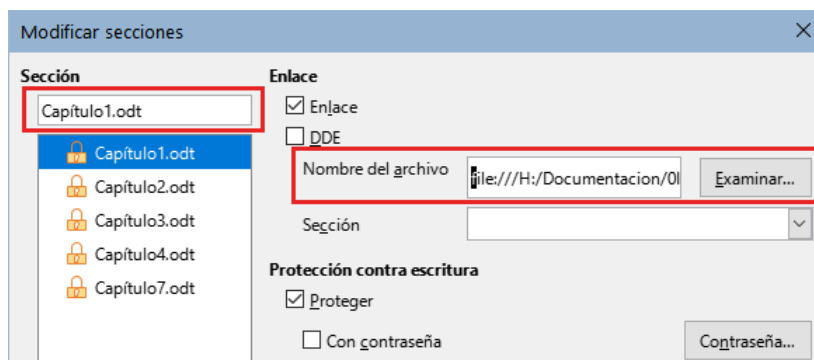 Modificar secciones
Sección
Capítulo1.odt
Capítulo1.odt
Capítulo2.odt
Capítulo3.odt
Capítulo4.odt
Capítulo7.odt
Enlace
Enlace
DDE
Nombre del archivo
file:///H:/Documentacion/0l
Examinar...
Sección
Protección contra escritura
Proteger
Con contraseña
Contraseña...